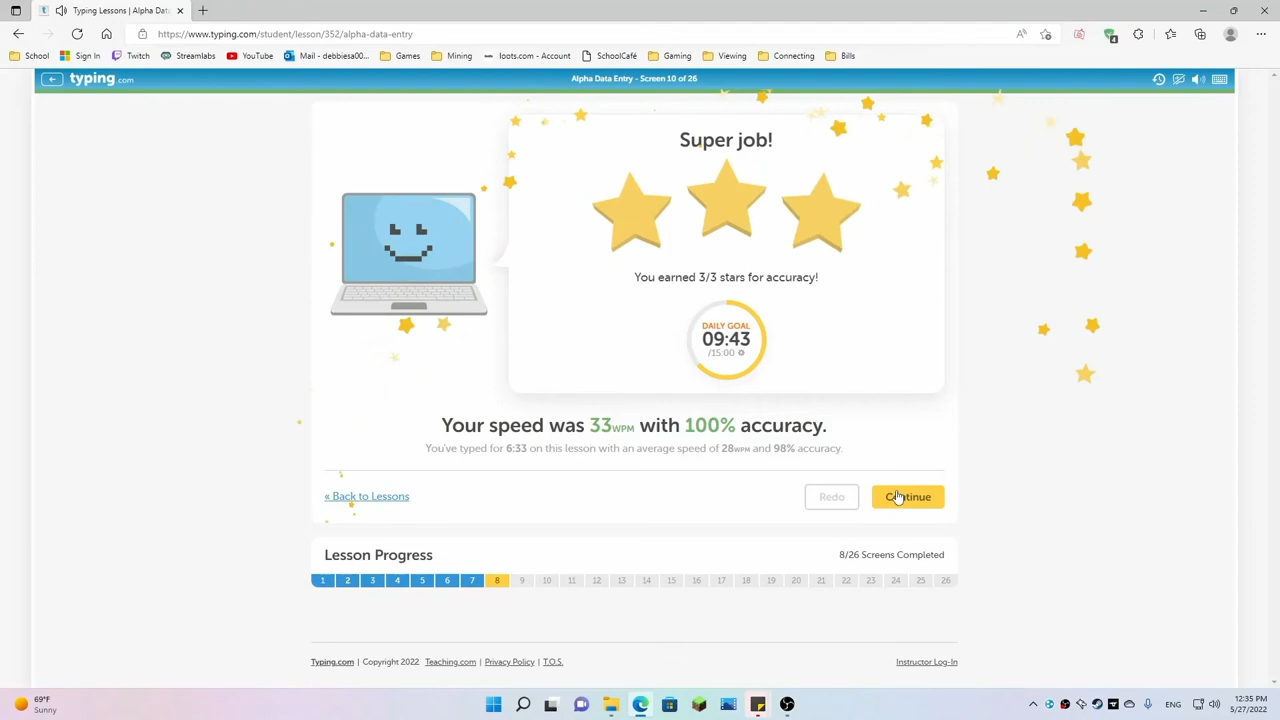 Typing Lessons | Alpha Data
https://www.typing.com/student/lesson/352/alpha-data-entry
School
Sign In
Twitch
Streamlabs
YouTube
Mail - debbiesa00...
Games
Mining
loots.com - Account
SchoolCafé
Gaming
Viewing
Connecting
Bills
typing.com
Alpha Data Entry - Screen 10 of 26
Super job!
You earned 3/3 stars for accuracy!
DAILY GOAL
09:43
/15:00
Your speed was 33WPM with 100% accuracy.
You've typed for 6:33 on this lesson with an average speed of 28WPM and 98% accuracy.
« Back to Lessons
Redo
Continue
Lesson Progress
8/26 Screens Completed
1 2 3 4 5 6 7 8 9 10 11 12 13 14 15 16 17 18 19 20 21 22 23 24 25 26
Typing.com | Copyright 2022 Teaching.com | Privacy Policy | T.O.S.
Instructor Log-In
69°F
Sunny
ENG
12:35 PM
5/27/2022